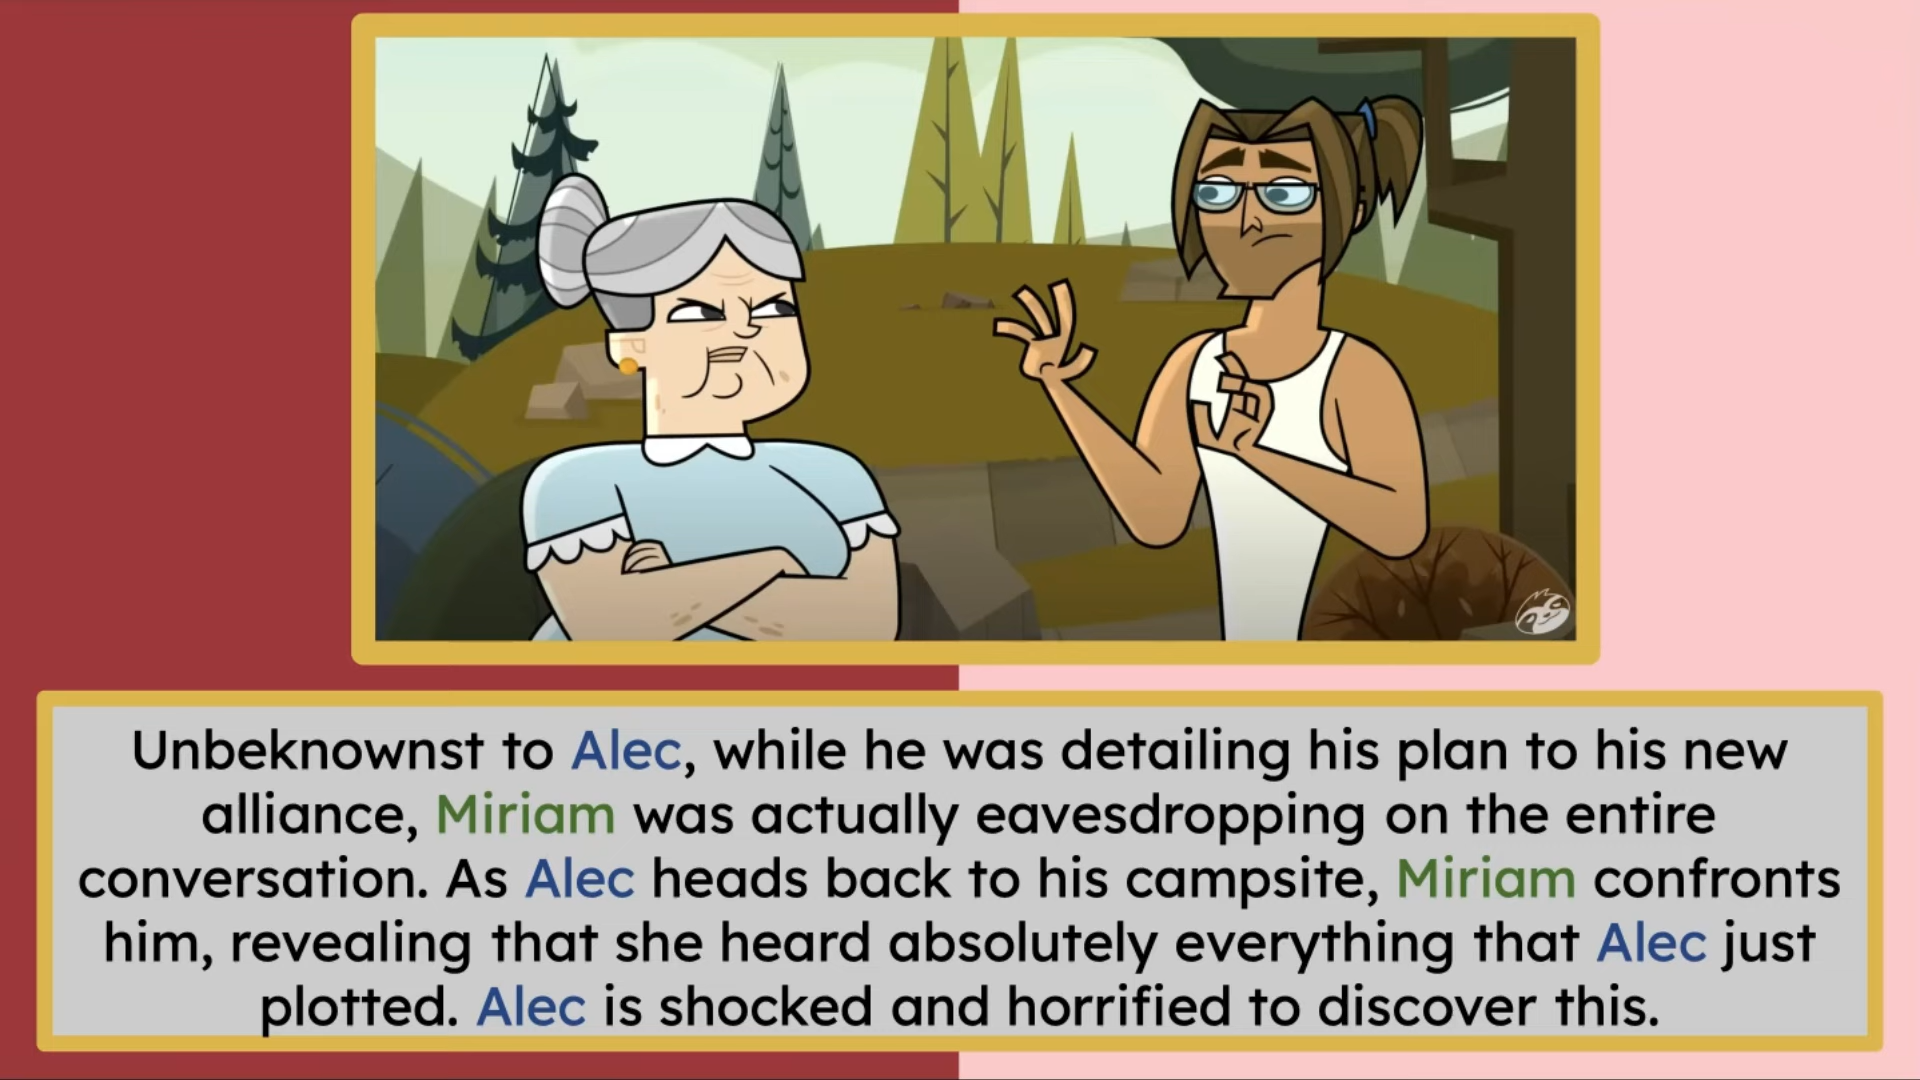 Unbeknownst to Alec, while he was detailing his plan to his new
alliance, Miriam was actually eavesdropping on the entire
conversation. As Alec heads back to his campsite, Miriam confronts
him, revealing that she heard absolutely everything that Alec just
plotted. Alec is shocked and horrified to discover this.